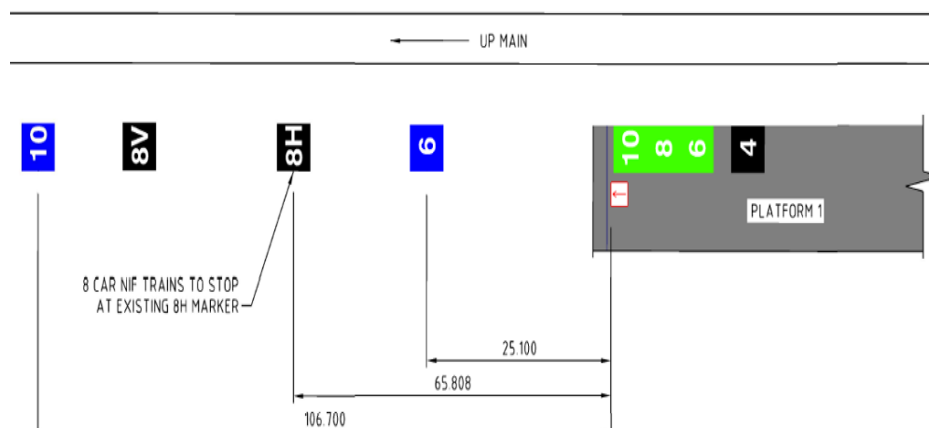 UP MAIN
10
8V
8H
6
10
8
6
4
PLATFORM 1
8 CAR NIF TRAINS TO STOP
AT EXISTING 8H MARKER
25.100
65.808
106.700